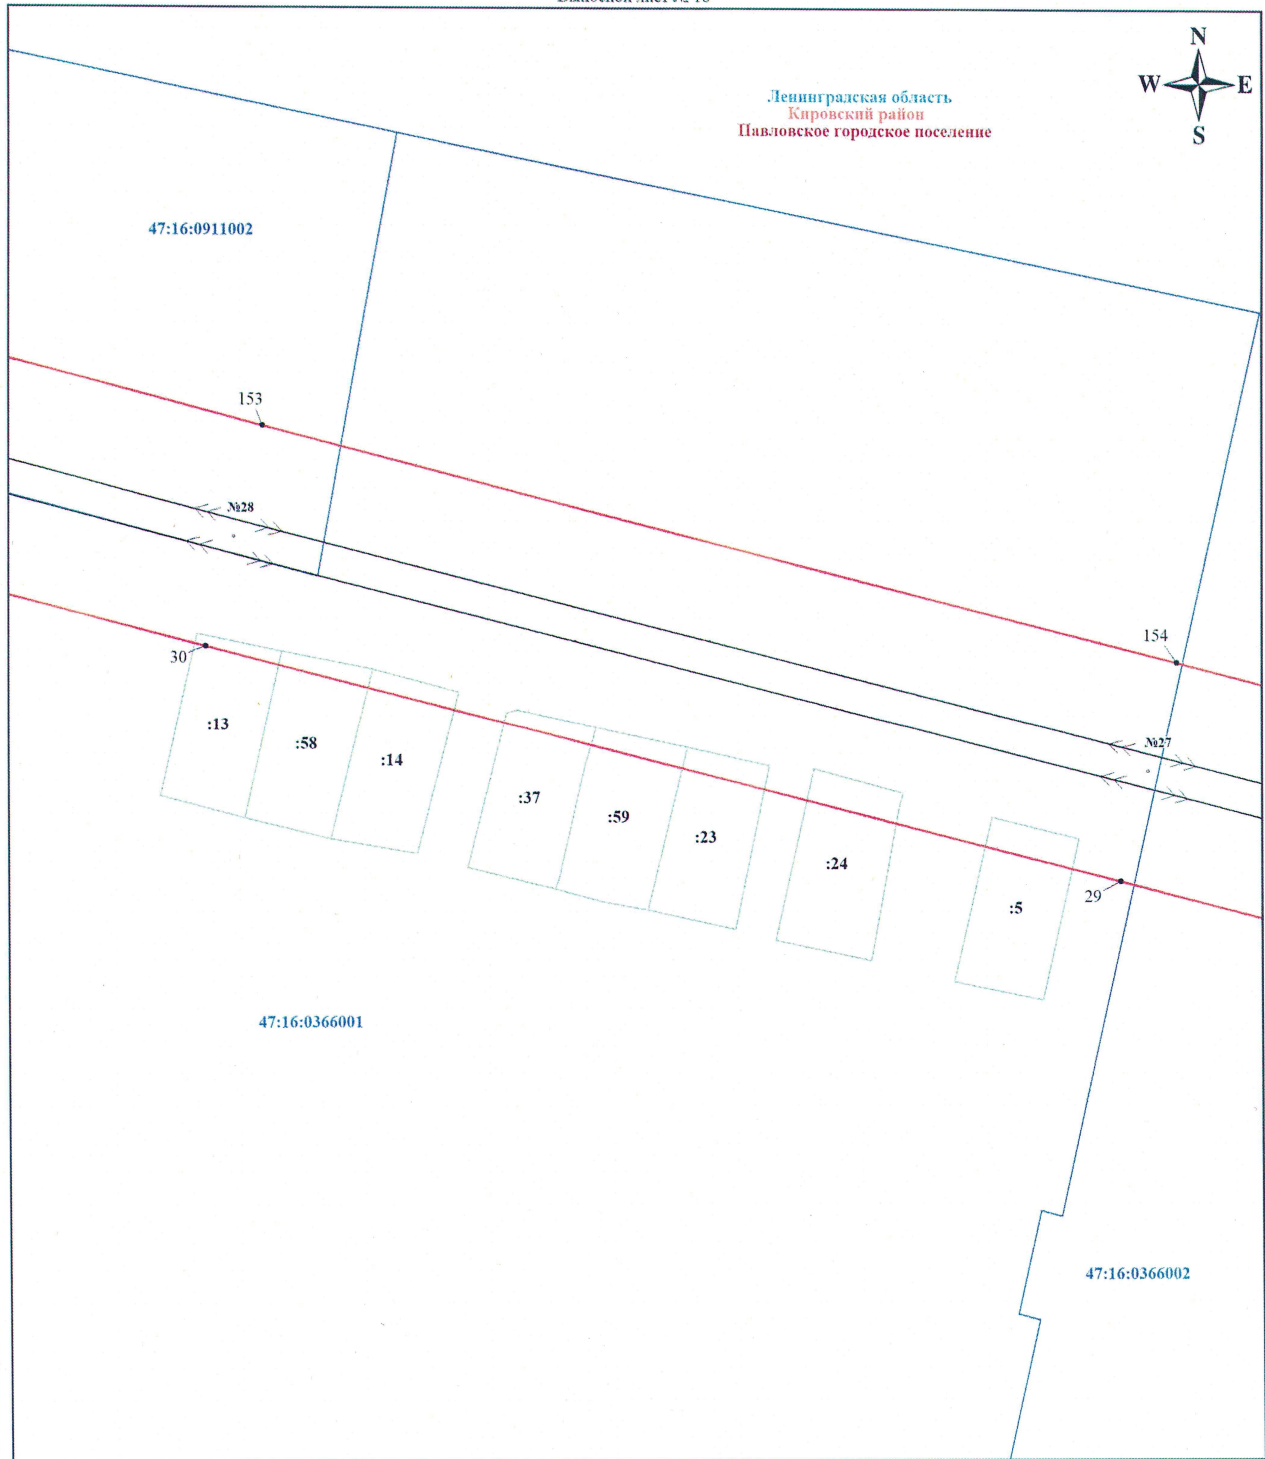 N
W E
S
Ленинградская область
Кировский район
Павловское городское поселение
47:16:0911002
153
№28
154
30
№27
:13
:58
:14
:37
:59
:23
:24
:5
29
47:16:0366001
47:16:0366002